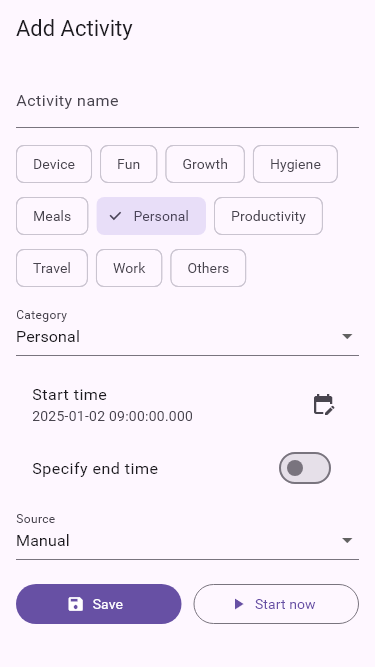 Add Activity
Activity name
Device Fun Growth Hygiene
Meals Personal Productivity
Travel Work Others
Category
Personal
Start time
2025-01-02 09:00:00.000
Specify end time
Source
Manual
Save Start now